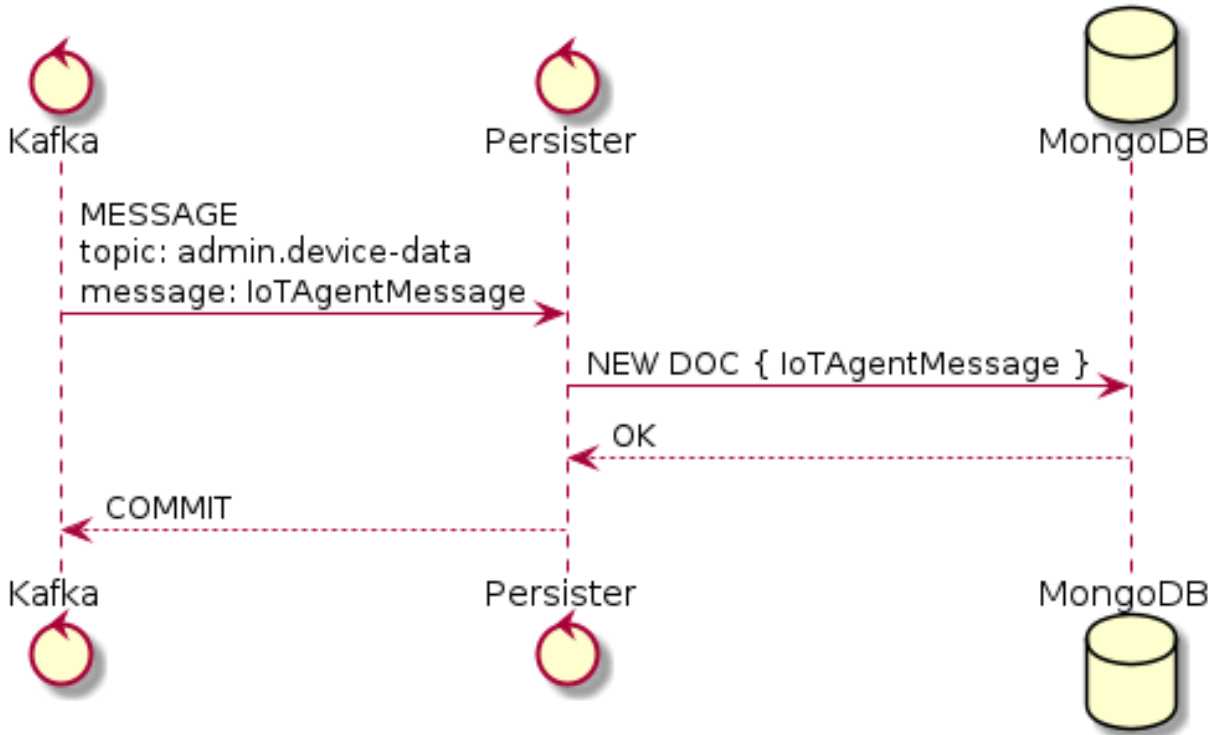 Kafka
Persister
MongoDB
MESSAGE
topic: admin.device-data
message: IoTAgentMessage
NEW DOC { IoTAgentMessage }
OK
COMMIT
Kafka
Persister
MongoDB